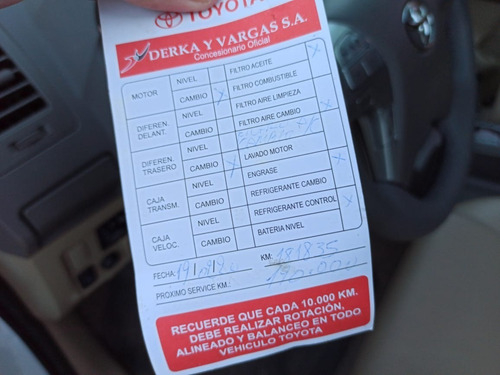 TOYOTA
DERKA Y VARGAS S.A.
Concesionario Oficial
MOTOR NIVEL FILTRO ACEITE X
CAMBIO X FILTRO COMBUSTIBLE
DIFEREN. DELANT. NIVEL FILTRO AIRE LIMPIEZA X
CAMBIO FILTRO AIRE CAMBIO
DIFEREN. TRASERO NIVEL
CAMBIO X LAVADO MOTOR
CAJA TRANSM. NIVEL ENGRASE X
CAMBIO REFRIGERANTE CAMBIO
CAJA VELOC. NIVEL REFRIGERANTE CONTROL X
CAMBIO BATERIA NIVEL
FECHA: KM: 181835
PROXIMO SERVICE KM.:
RECUERDE QUE CADA 10.000 KM.
DEBE REALIZAR ROTACIÓN,
ALINEADO Y BALANCEO EN TODO
VEHICULO TOYOTA